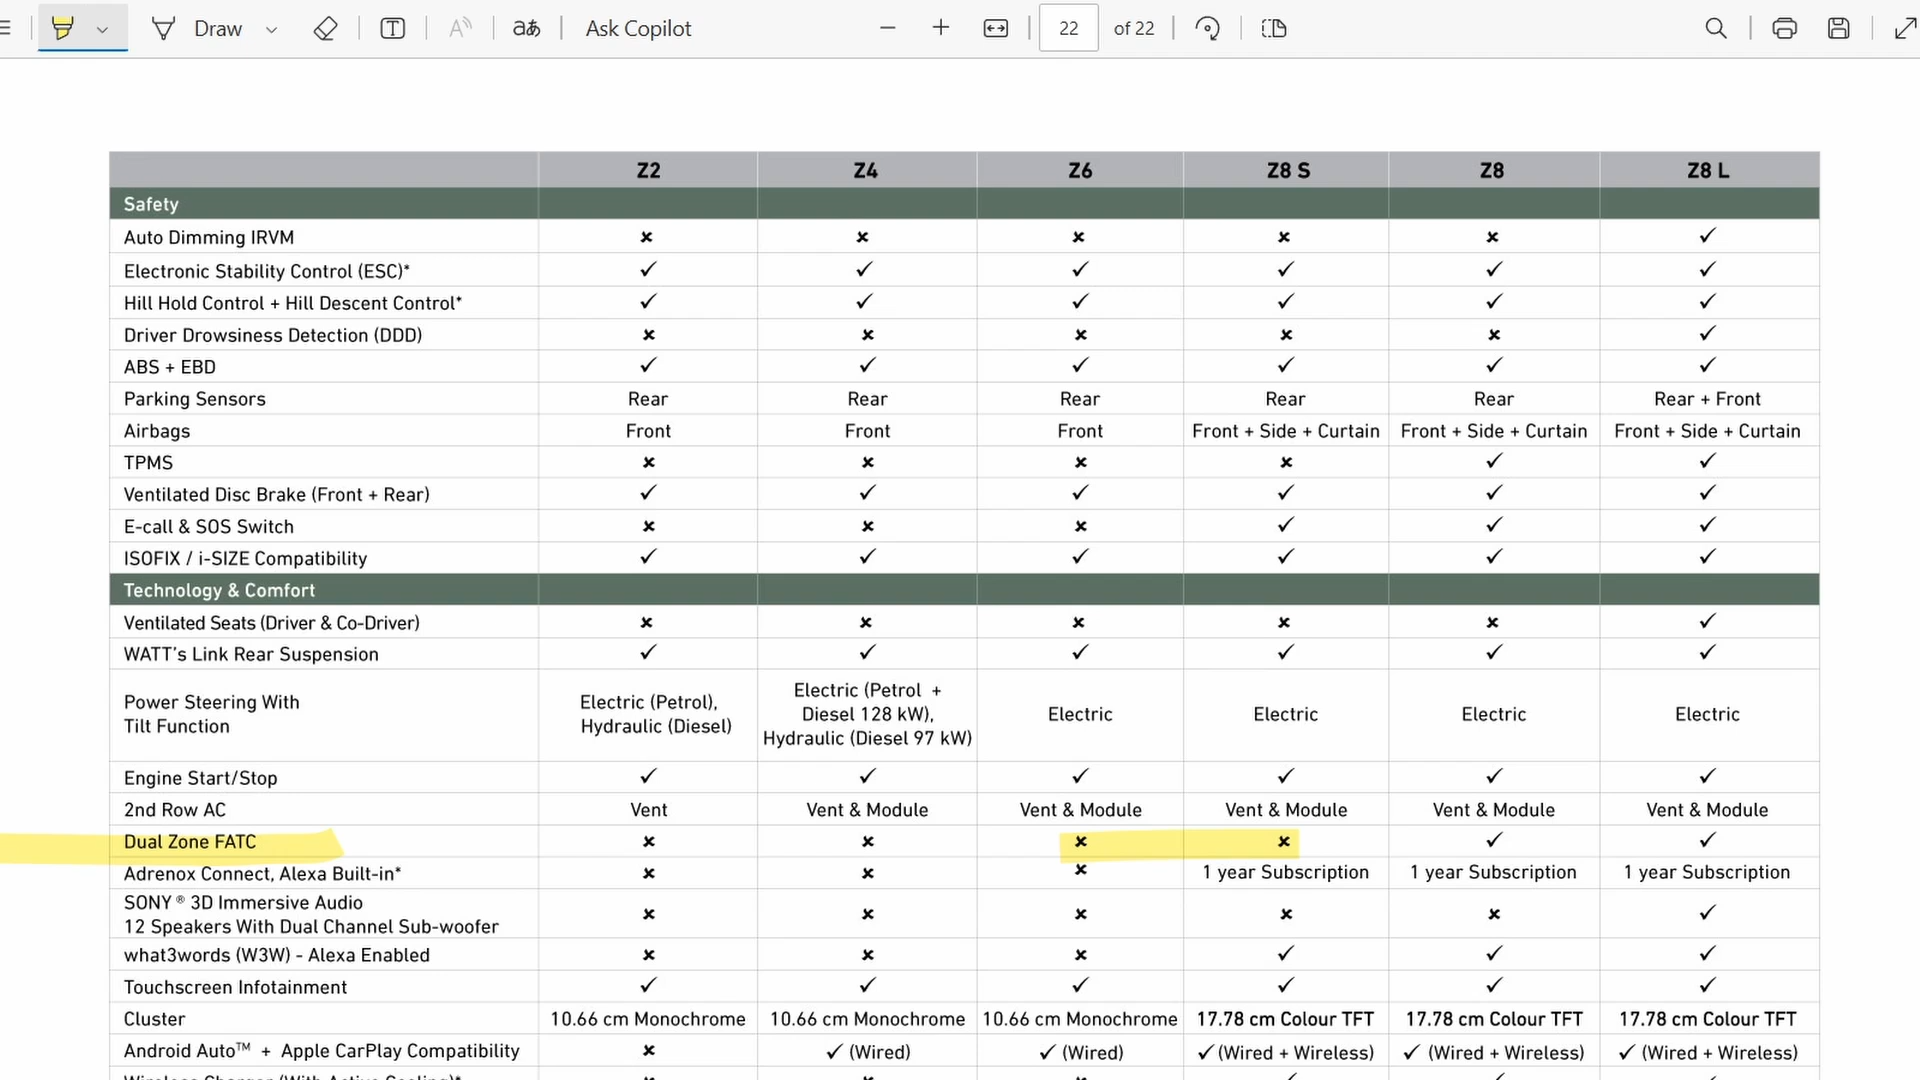 Draw Ask Copilot 22 of 22
Z2 Z4 Z6 Z8 S Z8 Z8 L
Safety
Auto Dimming IRVM ✗ ✗ ✗ ✗ ✗ ✓
Electronic Stability Control (ESC)* ✓ ✓ ✓ ✓ ✓ ✓
Hill Hold Control + Hill Descent Control* ✓ ✓ ✓ ✓ ✓ ✓
Driver Drowsiness Detection (DDD) ✗ ✗ ✗ ✗ ✗ ✓
ABS + EBD ✓ ✓ ✓ ✓ ✓ ✓
Parking Sensors Rear Rear Rear Rear Rear Rear + Front
Airbags Front Front Front Front + Side + Curtain Front + Side + Curtain Front + Side + Curtain
TPMS ✗ ✗ ✗ ✗ ✓ ✓
Ventilated Disc Brake (Front + Rear) ✓ ✓ ✓ ✓ ✓ ✓
E-call & SOS Switch ✗ ✗ ✗ ✓ ✓ ✓
ISOFIX / i-SIZE Compatibility ✓ ✓ ✓ ✓ ✓ ✓
Technology & Comfort
Ventilated Seats (Driver & Co-Driver) ✗ ✗ ✗ ✗ ✗ ✓
WATT's Link Rear Suspension ✓ ✓ ✓ ✓ ✓ ✓
Power Steering With
Tilt Function
Electric (Petrol),
Hydraulic (Diesel)
Electric (Petrol +
Diesel 128 kW),
Hydraulic (Diesel 97 kW)
Electric Electric Electric Electric
Engine Start/Stop ✓ ✓ ✓ ✓ ✓ ✓
2nd Row AC Vent Vent & Module Vent & Module Vent & Module Vent & Module Vent & Module
Dual Zone FATC ✗ ✗ ✗ ✗ ✓ ✓
Adrenox Connect, Alexa Built-in* ✗ ✗ ✗ 1 year Subscription 1 year Subscription 1 year Subscription
SONY ® 3D Immersive Audio
12 Speakers With Dual Channel Sub-woofer ✗ ✗ ✗ ✗ ✗ ✓
what3words (W3W) - Alexa Enabled ✗ ✗ ✗ ✓ ✓ ✓
Touchscreen Infotainment ✓ ✓ ✓ ✓ ✓ ✓
Cluster 10.66 cm Monochrome 10.66 cm Monochrome 10.66 cm Monochrome 17.78 cm Colour TFT 17.78 cm Colour TFT 17.78 cm Colour TFT
Android Auto™ + Apple CarPlay Compatibility ✗ ✓ (Wired) ✓ (Wired) ✓ (Wired + Wireless) ✓ (Wired + Wireless) ✓ (Wired + Wireless)